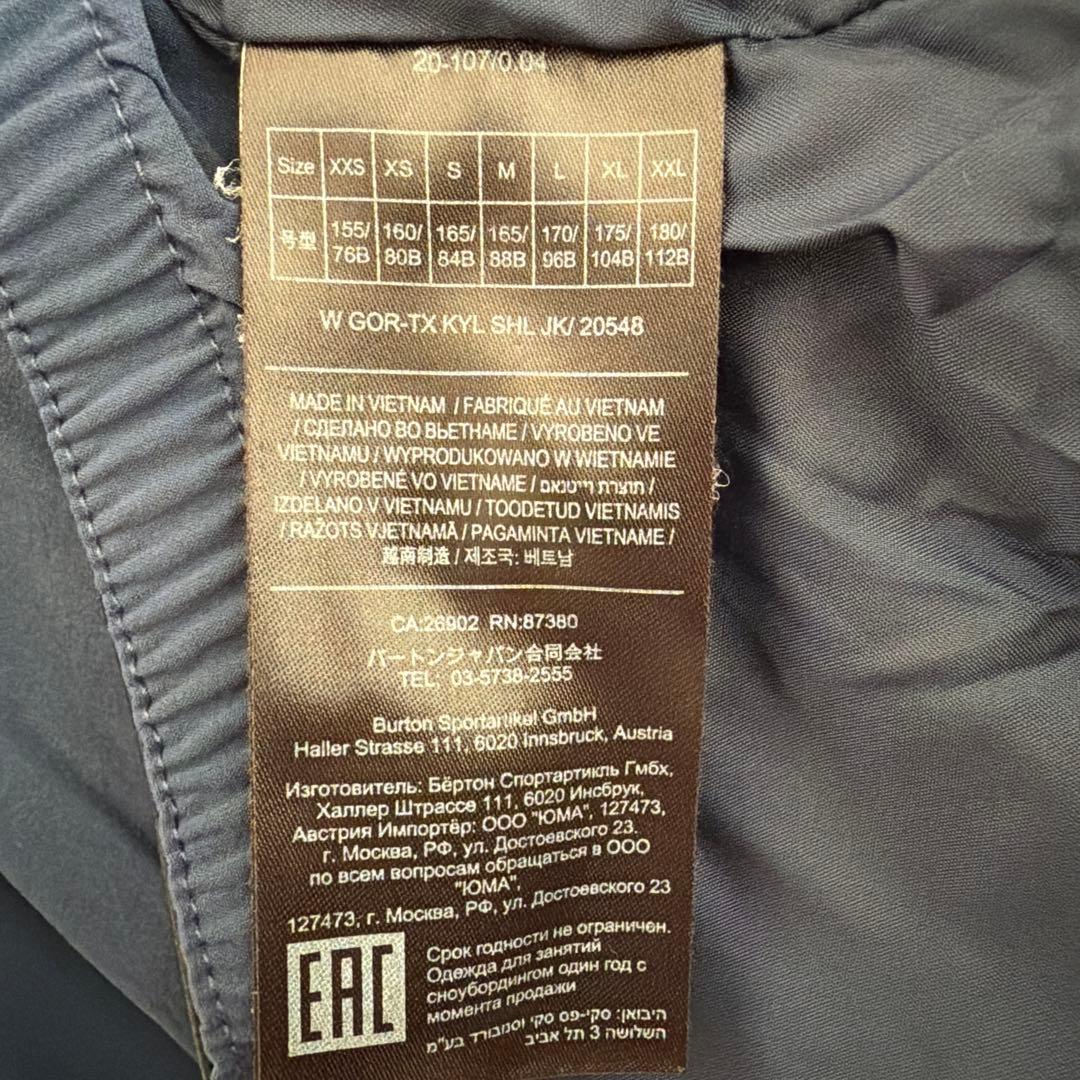 20-107/0.04
Size XXS XS S M L XL XXL
号型 155/76B 160/80B 165/84B 165/88B 170/96B 175/104B 180/112B
W GOR-TX KYL SHL JK/ 20548
MADE IN VIETNAM / FABRIQUÉ AU VIETNAM
/ СДЕЛАНО ВО ВЬЕТНАМЕ / VYROBENO VE
VIETNAMU / WYPRODUKOWANO W WIETNAMIE
/ VYROBENÉ VO VIETNAME / תוצרת וייטנאם /
IZDELANO V VIETNAMU / TOODETUD VIETNAMIS
/ RAŽOTS VJETNAMĀ / PAGAMINTA VIETNAME /
越南制造 / 제조국: 베트남
CA:26902 RN:87380
バートンジャパン合同会社
TEL: 03-5738-2555
Burton Sportartikel GmbH
Haller Strasse 111, 6020 Innsbruck, Austria
Изготовитель: Бёртон Спортартикль Гмбх,
Халлер Штрассе 111, 6020 Инсбрук,
Австрия Импортёр: ООО "ЮМА", 127473,
г. Москва, РФ, ул. Достоевского 23.
по всем вопросам обращаться в ООО
"ЮМА",
127473, г. Москва, РФ, ул. Достоевского 23
EAC
Срок годности не ограничен.
Одежда для занятий
сноубордингом один год с
момента продажи
היבואן: סקי-פס סקי וסנובורד בע"מ
השלושה 3 תל אביב